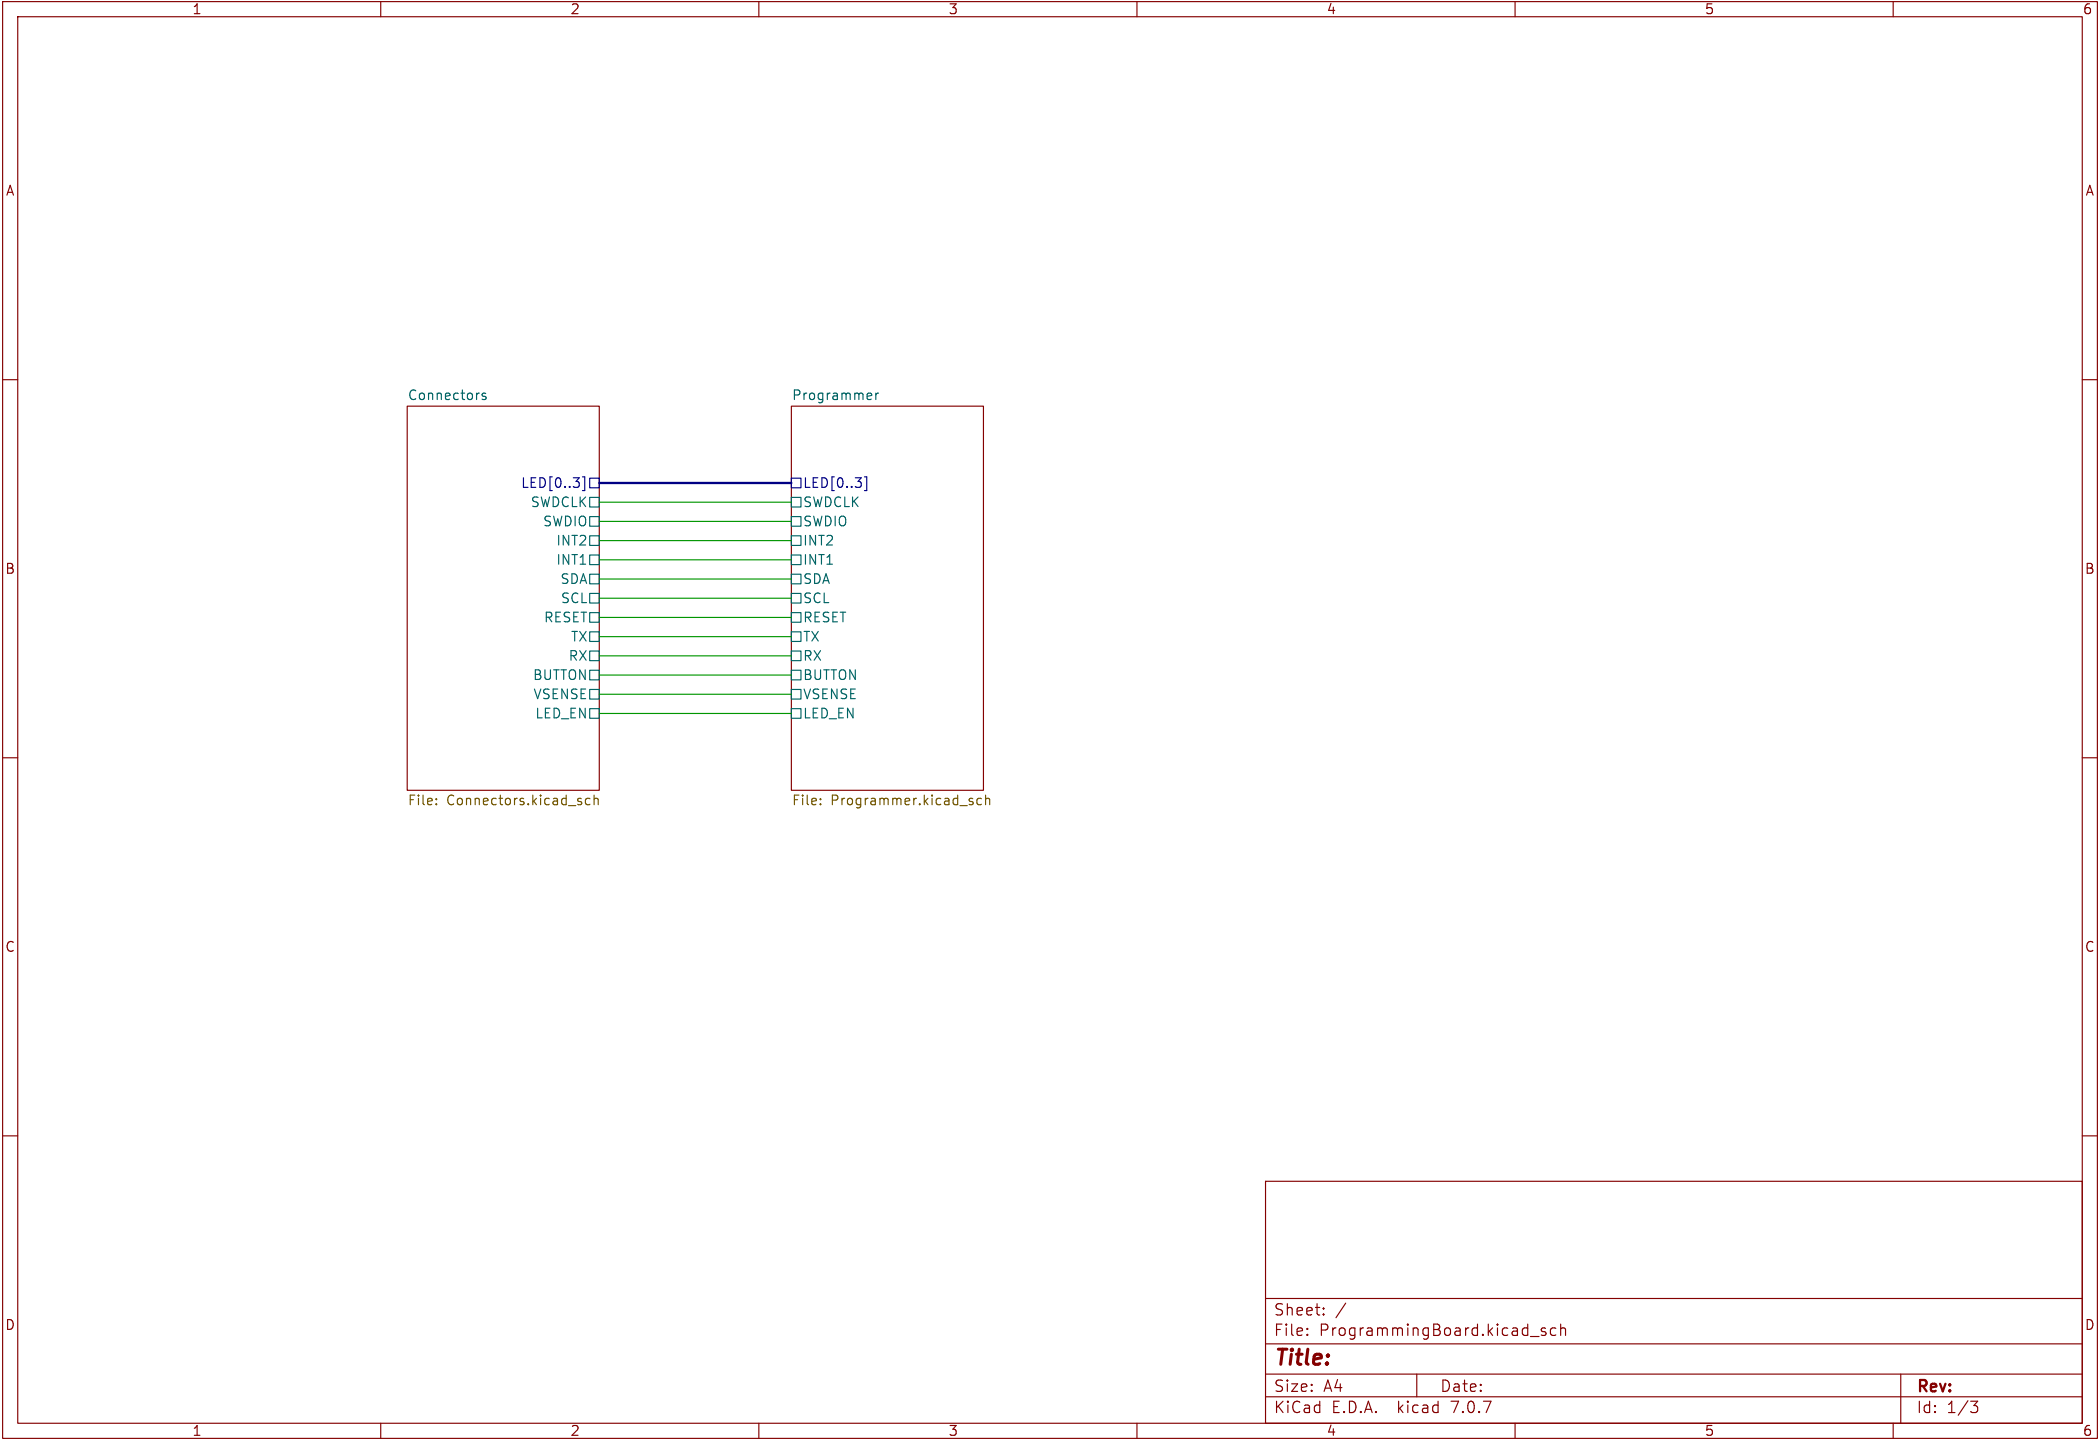 1 2 3 4 5 6
A A
Connectors Programmer
LED[0..3] LED[0..3]
SWDCLK SWDCLK
SWDIO SWDIO
INT2 INT2
INT1 INT1
B B
SDA SDA
SCL SCL
RESET RESET
TX TX
RX RX
BUTTON BUTTON
VSENSE VSENSE
LED_EN LED_EN
File: Connectors.kicad_sch File: Programmer.kicad_sch
C C
Sheet: /
D D
File: ProgrammingBoard.kicad_sch
Title:
Size: A4 Date: Rev:
KiCad E.D.A. kicad 7.0.7 Id: 1/3
1 2 3 4 5 6